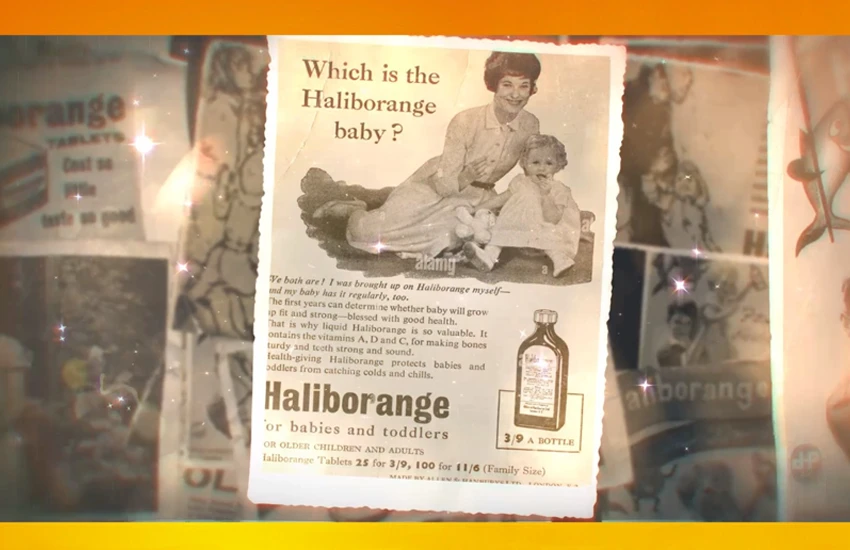 Which is the
Haliborange
baby?
alamy
a
a
We both are! I was brought up on Haliborange myself—
and my baby has it regularly, too.
The first years can determine whether baby will grow
up fit and strong—blessed with good health.
That is why liquid Haliborange is so valuable. It
contains the vitamins A, D and C, for making bones
sturdy and teeth strong and sound.
Health-giving Haliborange protects babies and
toddlers from catching colds and chills.
Haliborange
for babies and toddlers
FOR OLDER CHILDREN AND ADULTS
Haliborange Tablets 25 for 3/9, 100 for 11/6 (Family Size)
MADE BY ALLEN & HANBURYS LTD. LONDON
3/9 A BOTTLE
orange
TABLETS
Cost so
little
taste so good
OL
aliborange